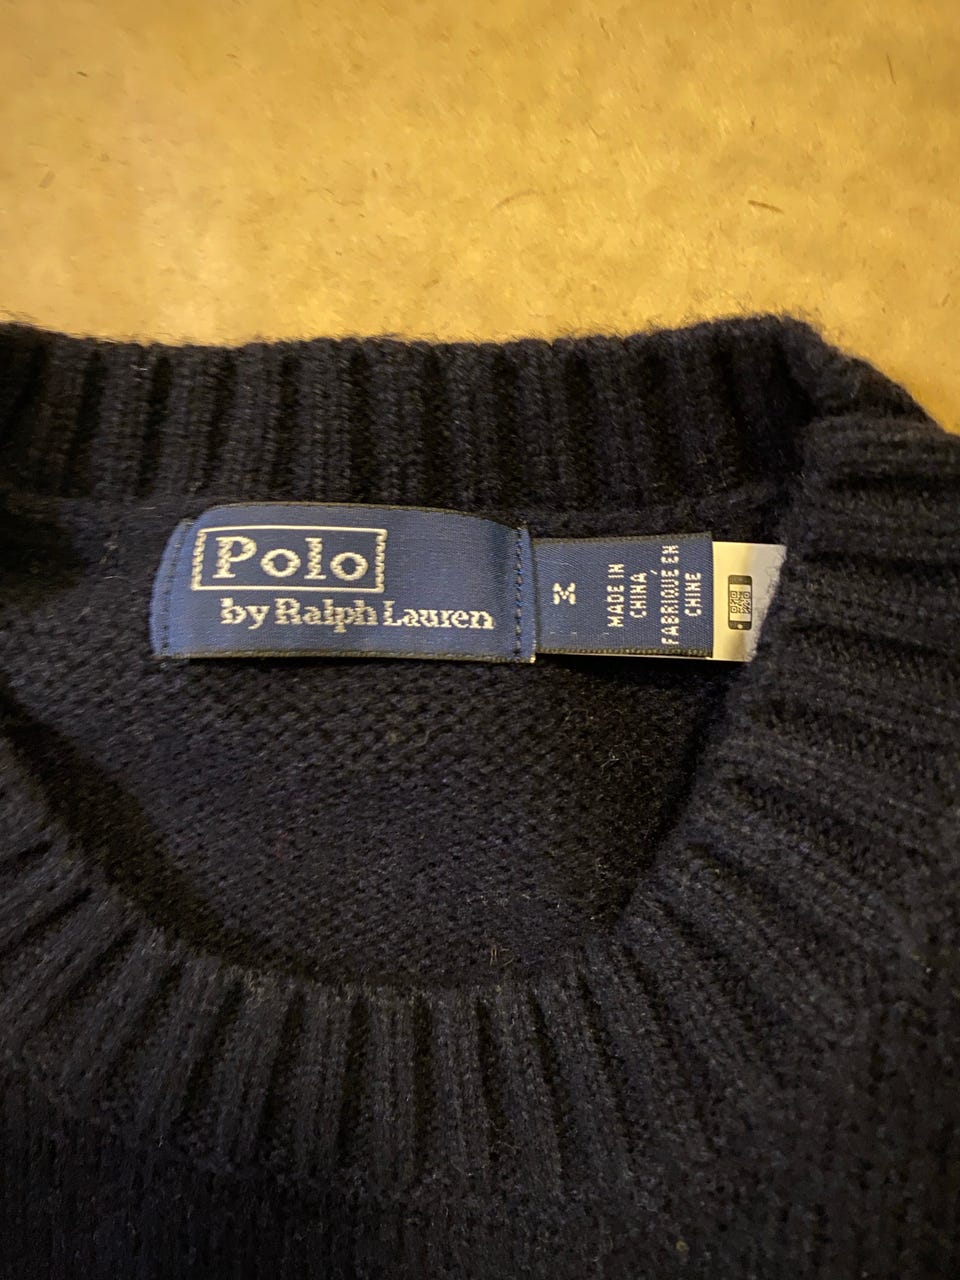 Polo
by Ralph Lauren
M
MADE IN
CHINA
FABRIQUÉ EN
CHINE